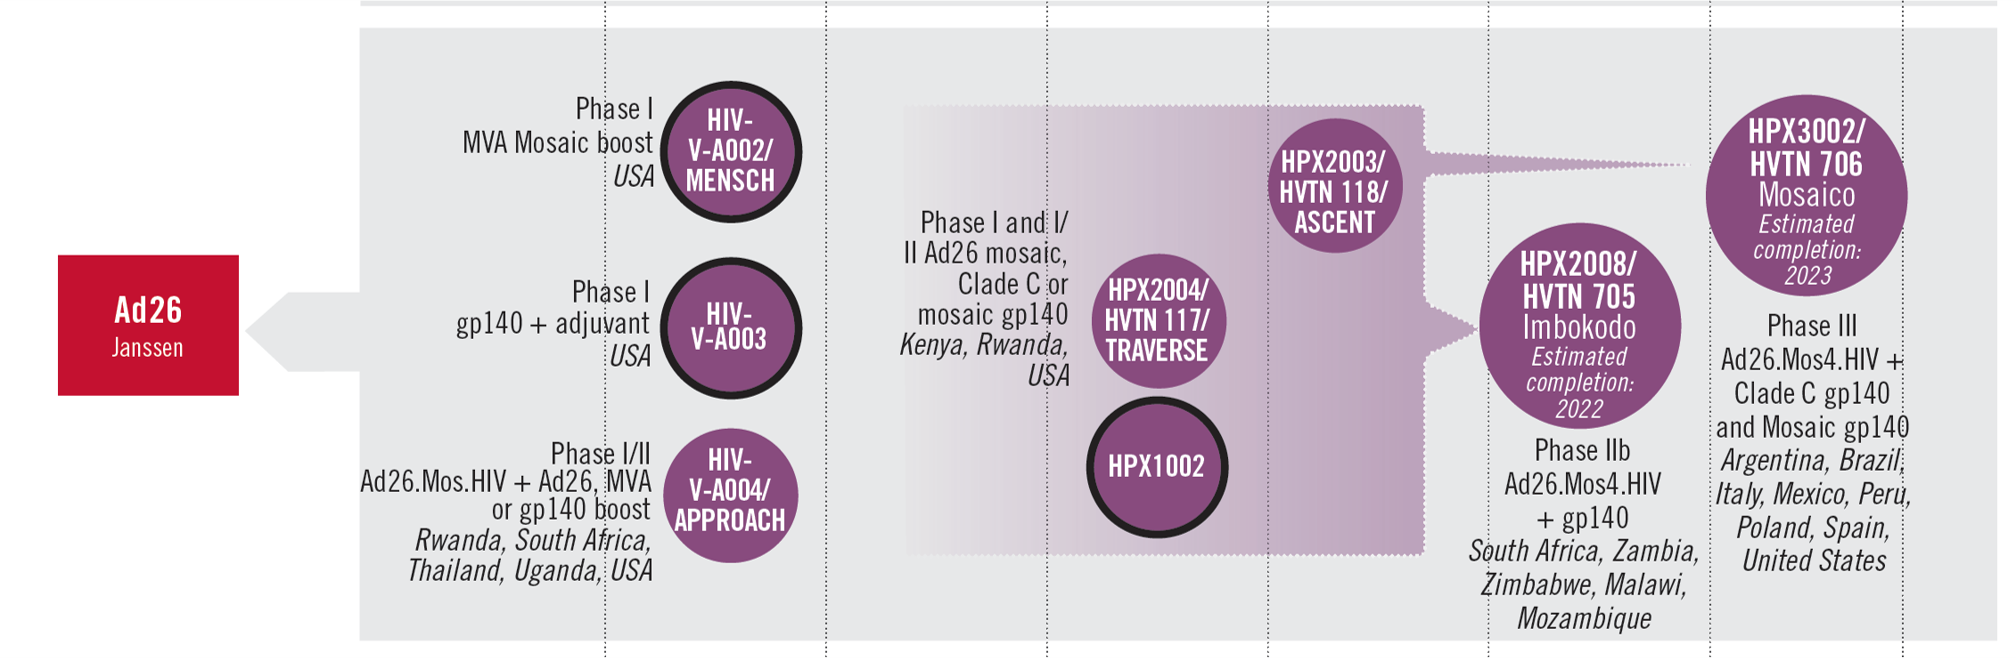 Ad26
Janssen
Phase I
MVA Mosaic boost
USA
HIV-
V-A002/
MENSCH
Phase I
gp140 + adjuvant
USA
HIV-
V-A003
Phase I/II
Ad26.Mos.HIV + Ad26, MVA
or gp140 boost
Rwanda, South Africa,
Thailand, Uganda, USA
HIV-
V-A004/
APPROACH
Phase I and I/
II Ad26 mosaic,
Clade C or
mosaic gp140
Kenya, Rwanda,
USA
HPX2004/
HVTN 117/
TRAVERSE
HPX1002
HPX2003/
HVTN 118/
ASCENT
HPX2008/
HVTN 705
Imbokodo
Estimated
completion:
2022
Phase IIb
Ad26.Mos4.HIV
+ gp140
South Africa, Zambia,
Zimbabwe, Malawi,
Mozambique
HPX3002/
HVTN 706
Mosaico
Estimated
completion:
2023
Phase III
Ad26.Mos4.HIV +
Clade C gp140
and Mosaic gp140
Argentina, Brazil,
Italy, Mexico, Peru,
Poland, Spain,
United States